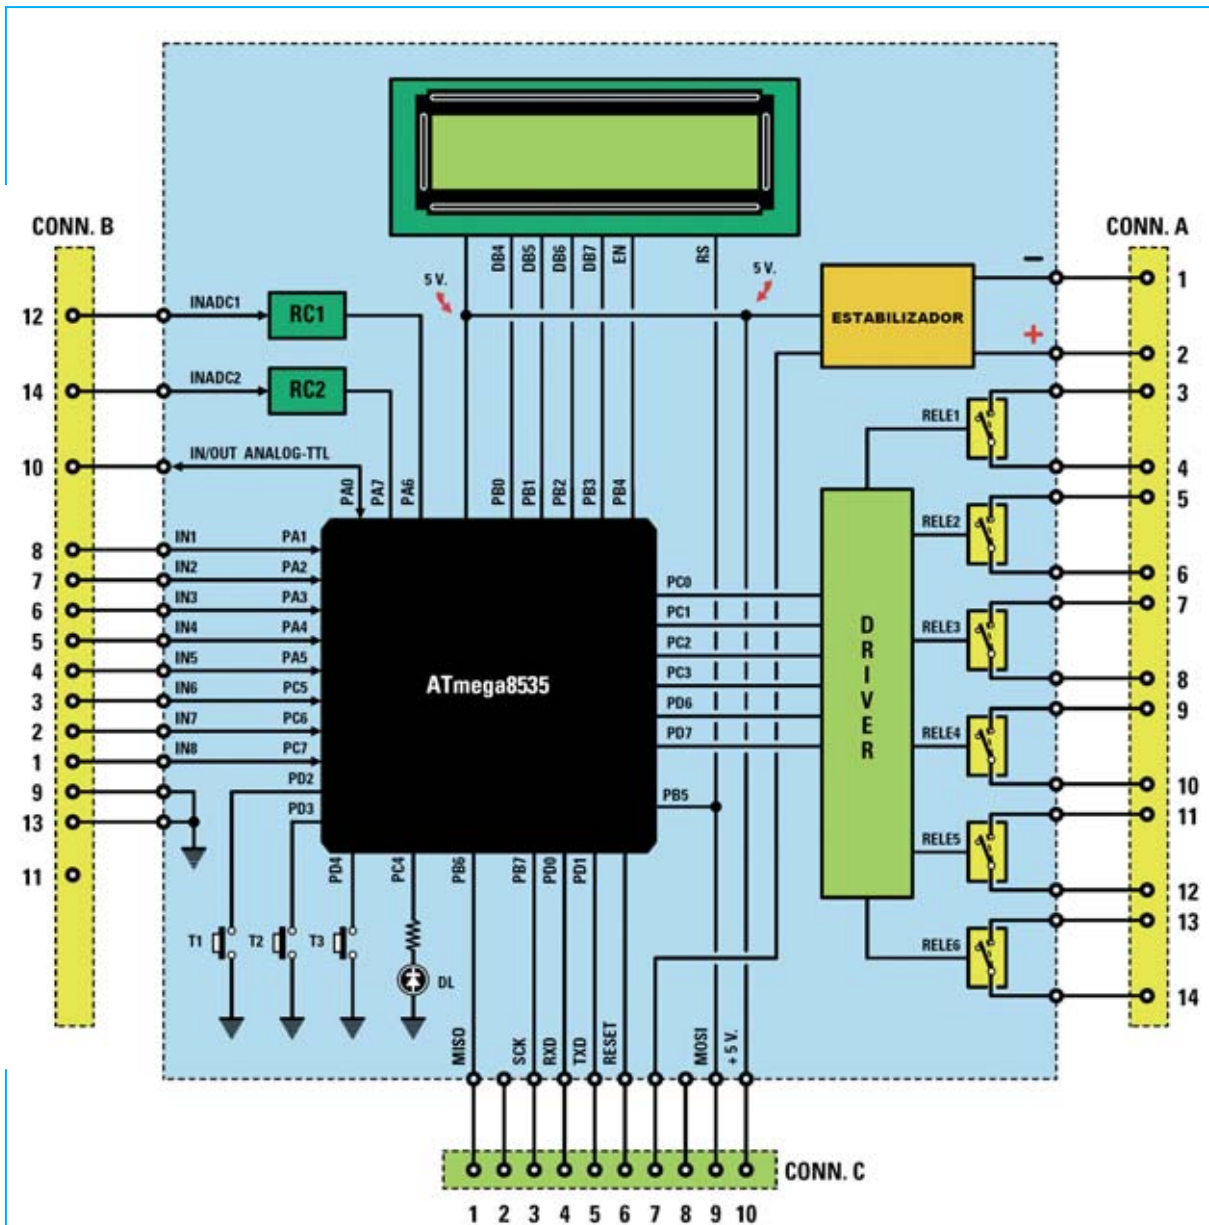 CONN. B
CONN. A
DB4
DB5
DB6
DB7
EN
RS
5 V.
5 V.
−
1
INADC1
RC1
12
ESTABILIZADOR
+
2
INADC2
RC2
14
3
RELE1
IN/OUT ANALOG-TTL
10
4
PA0
PA7
PA6
PB0
PB1
PB2
PB3
PB4
5
RELE2
8
IN1
PA1
7
IN2
PA2
6
6
IN3
PA3
5
IN4
PA4
4
IN5
PA5
3
IN6
PC5
2
IN7
PC6
1
IN8
PC7
9
PD2
13
PD3
11
ATmega8535
PC0
PC1
PC2
PC3
PD6
PD7
PB5
DRIVER
7
RELE3
8
9
RELE4
10
11
RELE5
12
13
RELE6
14
PD4
PC4
PB6
PB7
PD0
PD1
T1
T2
T3
DL
MISO
SCK
RXD
TXD
RESET
MOSI
+ 5 V.
CONN. C
1 2 3 4 5 6 7 8 9 10